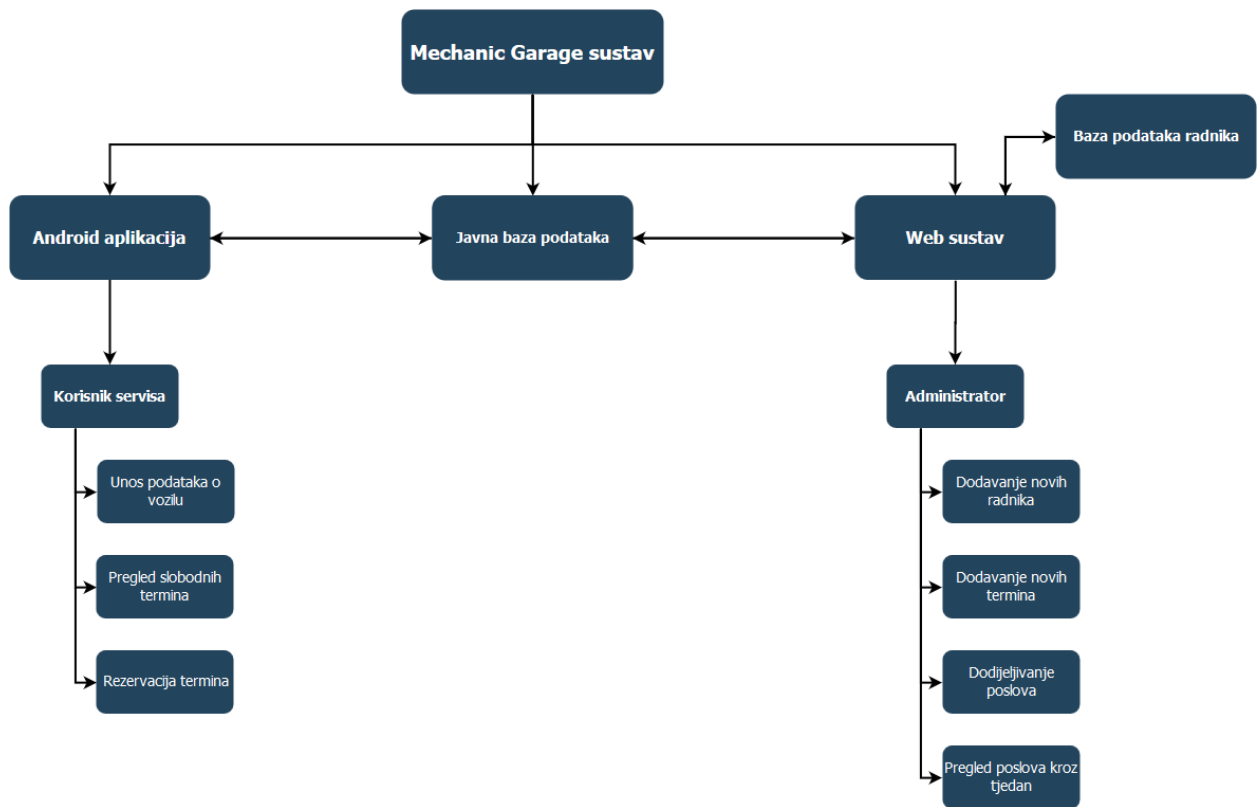 Mechanic Garage sustav
Baza podataka radnika
Android aplikacija
Javna baza podataka
Web sustav
Korisnik servisa
Administrator
Unos podataka o
vozilu
Dodavanje novih
radnika
Pregled slobodnih
termina
Dodavanje novih
termina
Rezervacija termina
Dodijeljivanje
poslova
Pregled poslova kroz
tjedan